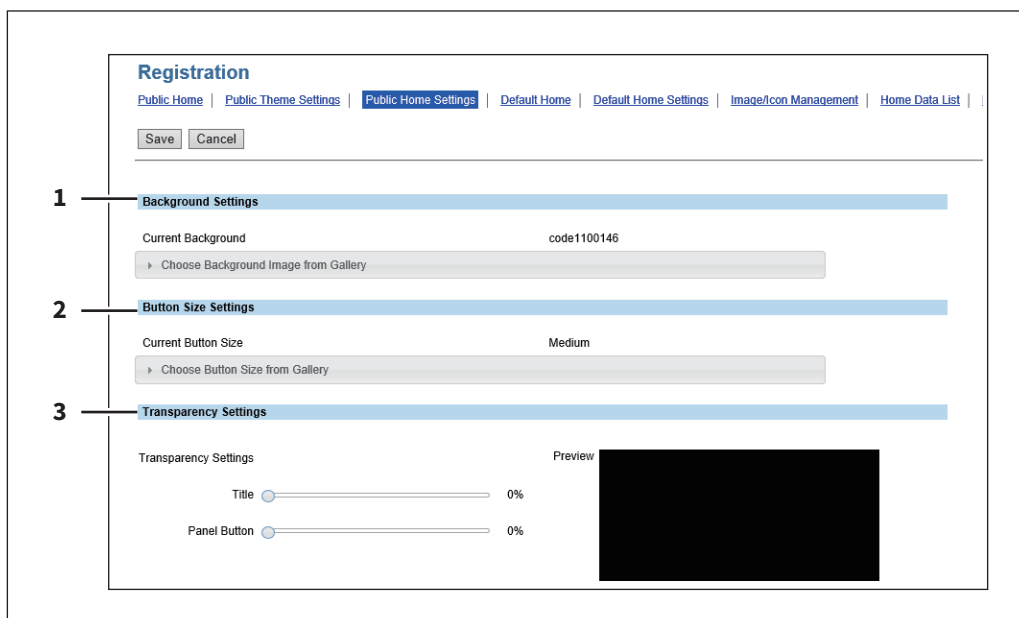 Registration
Public Home | Public Theme Settings | Public Home Settings | Default Home | Default Home Settings | Image/Icon Management | Home Data List |
Save Cancel
1 Background Settings
Current Background code1100146
Choose Background Image from Gallery
2 Button Size Settings
Current Button Size Medium
Choose Button Size from Gallery
3 Transparency Settings
Transparency Settings Preview
Title 0%
Panel Button 0%